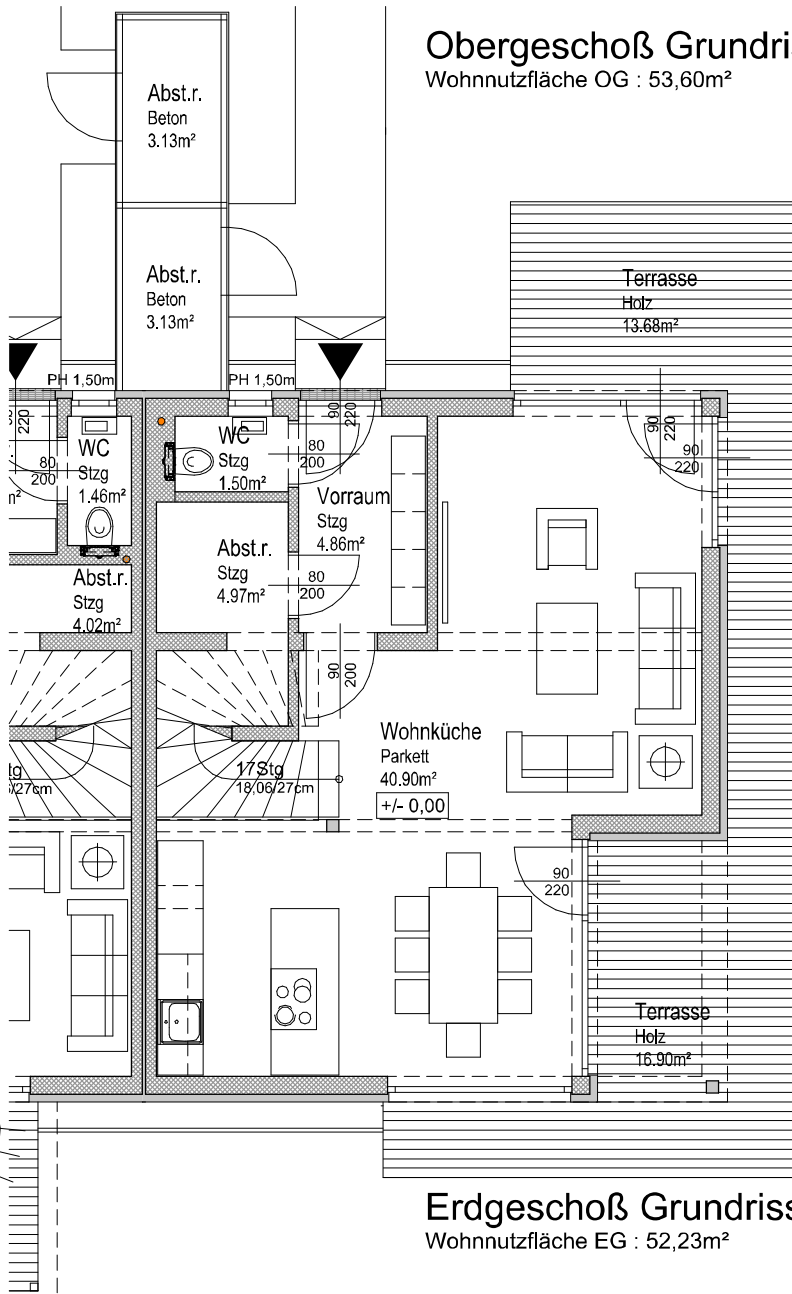 Obergeschoß Grundri
Wohnnutzfläche OG : 53,60m²
Abst.r.
Beton
3.13m²
Abst.r.
Beton
3.13m²
Terrasse
Holz
13.68m²
PH 1,50m
PH 1,50m
220
90
220
90
220
90
220
WC
Stzg
1.46m²
80
200
m²
WC
Stzg
1.50m²
80
200
Vorraum
Stzg
4.86m²
Abst.r.
Stzg
4.97m²
80
200
Abst.r.
Stzg
4.02m²
90
200
Wohnküche
Parkett
40.90m²
+/- 0,00
tg
/27cm
17Stg
18,06/27cm
90
220
Terrasse
Holz
16.90m²
Erdgeschoß Grundriss
Wohnnutzfläche EG : 52,23m²